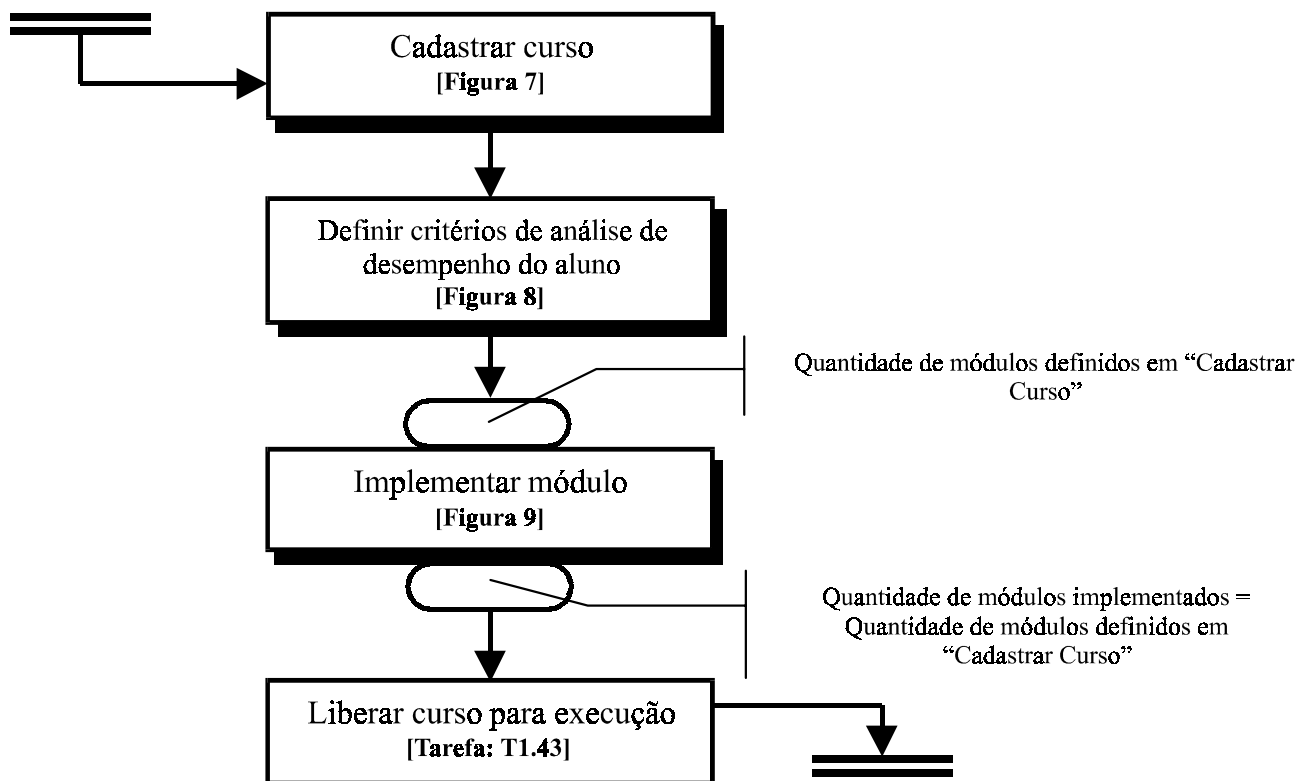 Cadastrar curso
[Figura 7]
Definir critérios de análise de
desempenho do aluno
[Figura 8]
Quantidade de módulos definidos em “Cadastrar
Curso”
Implementar módulo
[Figura 9]
Quantidade de módulos implementados =
Quantidade de módulos definidos em
“Cadastrar Curso”
Liberar curso para execução
[Tarefa: T1.43]